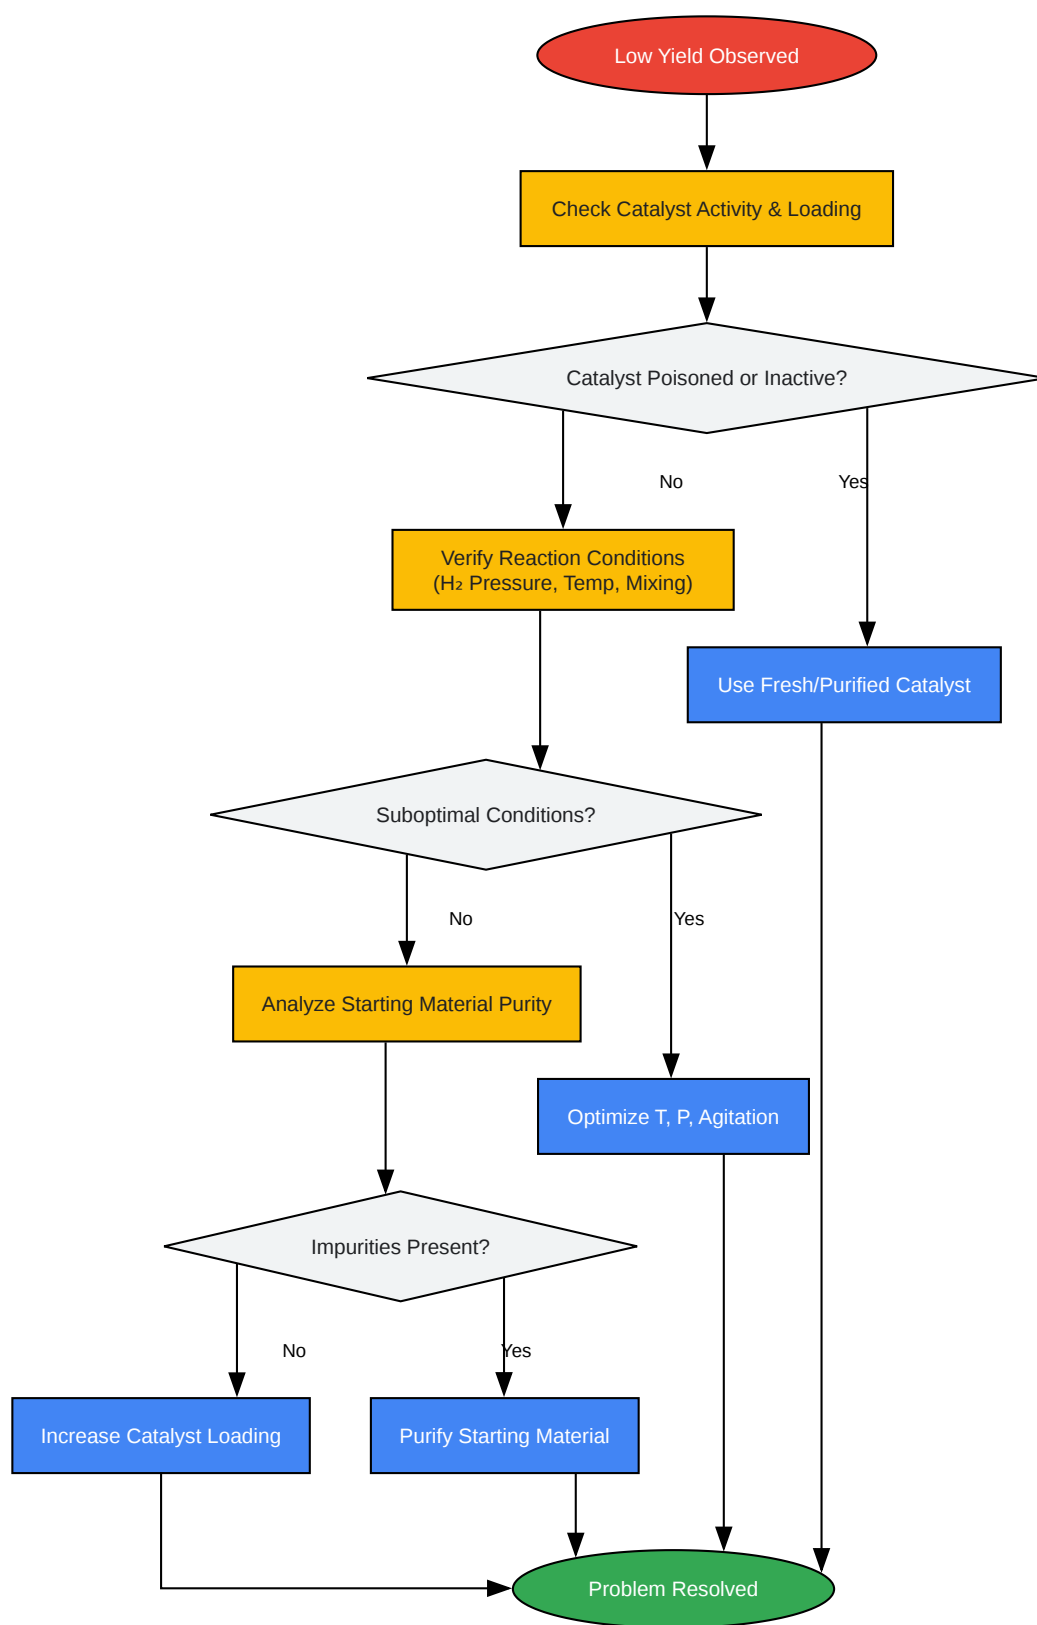 Low Yield Observed
Check Catalyst Activity & Loading
Catalyst Poisoned or Inactive?
No
Yes
Verify Reaction Conditions
(H₂ Pressure, Temp, Mixing)
Use Fresh/Purified Catalyst
Suboptimal Conditions?
No
Yes
Analyze Starting Material Purity
Optimize T, P, Agitation
Impurities Present?
No
Yes
Increase Catalyst Loading
Purify Starting Material
Problem Resolved